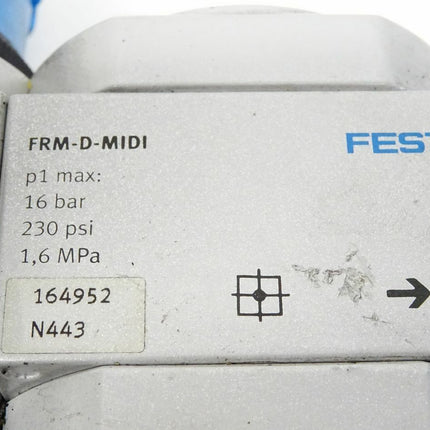 FRM-D-MIDI
FEST
p1 max:
16 bar
230 psi
1,6 MPa
164952
N443